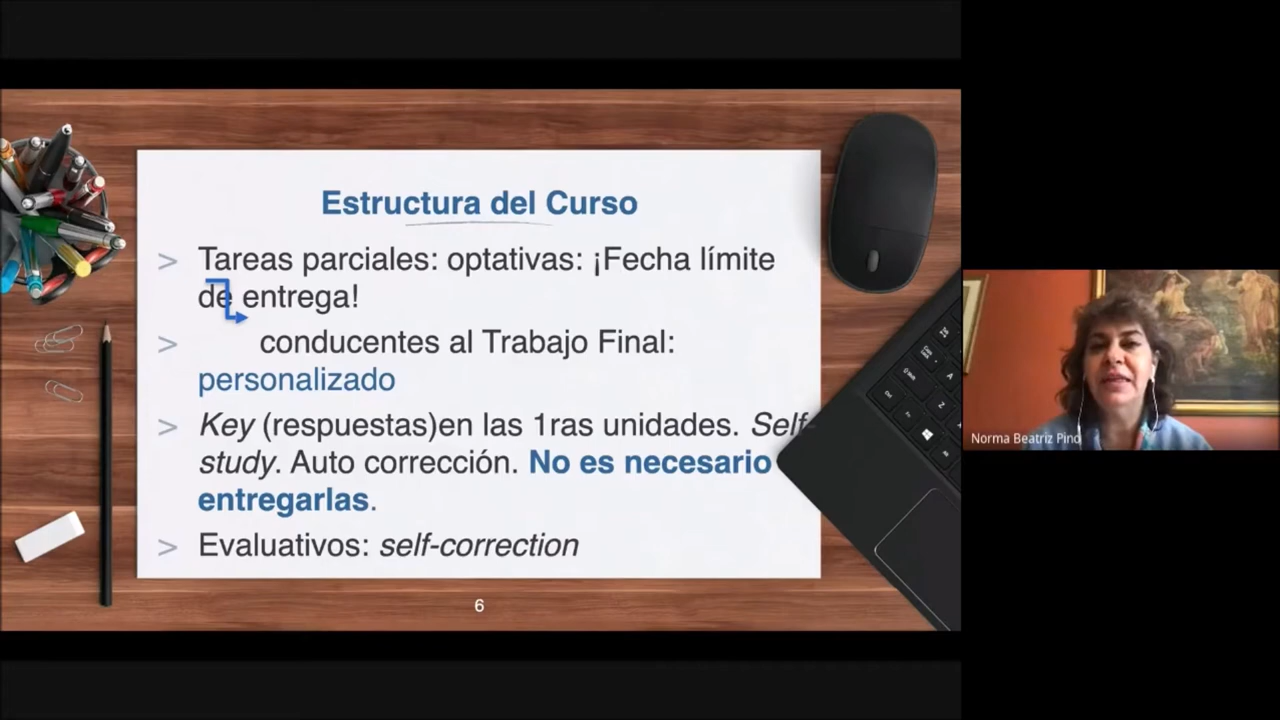 Estructura del Curso
> Tareas parciales: optativas: ¡Fecha límite
de entrega!
> conducentes al Trabajo Final:
personalizado
> Key (respuestas)en las 1ras unidades. Self-
study. Auto corrección. No es necesario
entregarlas.
> Evaluativos: self-correction
6
Norma Beatriz Pino